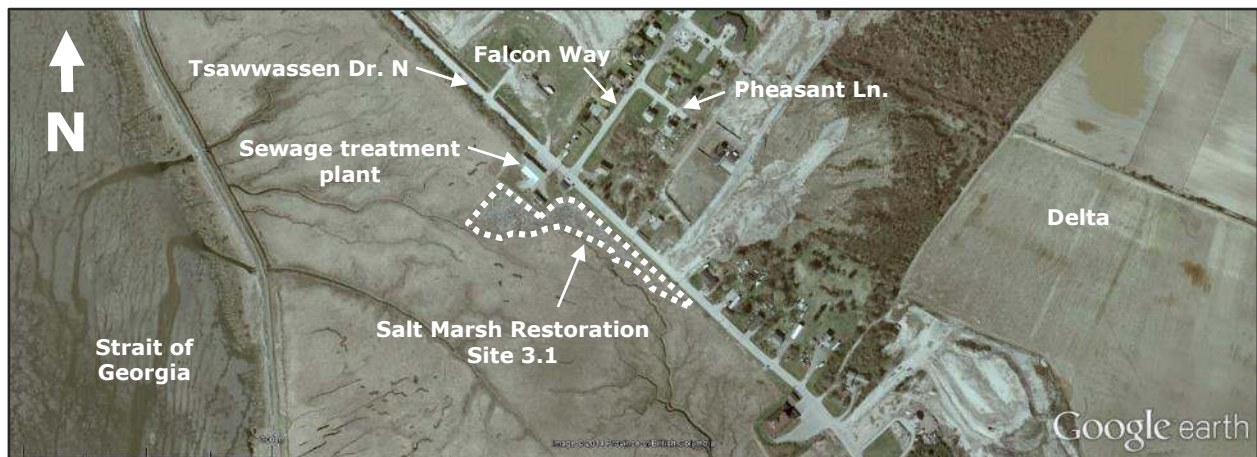 N
Tsawwassen Dr. N
Falcon Way
Pheasant Ln.
Sewage treatment
plant
Delta
Salt Marsh Restoration
Site 3.1
Strait of
Georgia
Google earth